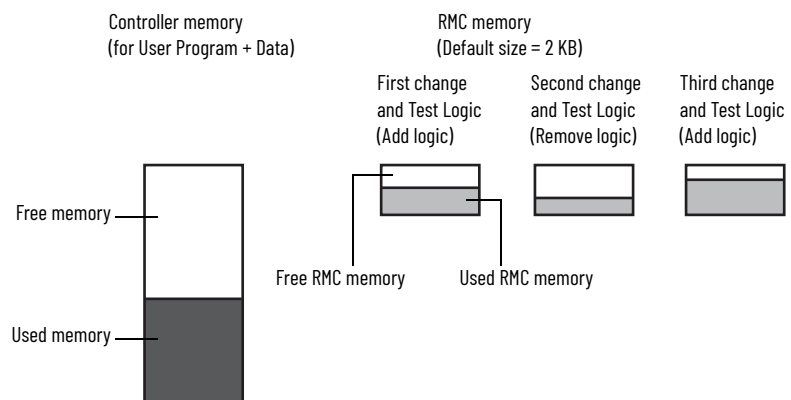 Controller memory
(for User Program + Data)
RMC memory
(Default size = 2 KB)
First change
and Test Logic
(Add logic)
Second change
and Test Logic
(Remove logic)
Third change
and Test Logic
(Add logic)
Free memory
Free RMC memory
Used RMC memory
Used memory